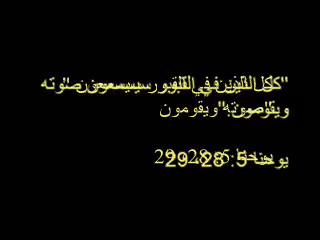 "كل الذين في القبور سيسمعون صوته
ويقومون."
يوحنا 5: 28، 29